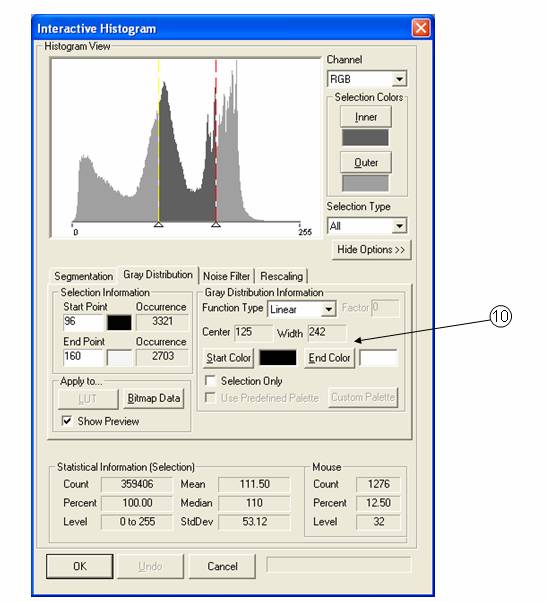 Interactive Histogram
Histogram View
Channel
RGB
Selection Colors
Inner
Outer
Selection Type
All
0
255
Hide Options >>
Segmentation Gray Distribution Noise Filter Rescaling
Selection Information
Start Point Occurrence
96 3321
End Point Occurrence
160 2703
Apply to...
LUT Bitmap Data
Show Preview
Gray Distribution Information
Function Type Linear Factor 0
Center 125 Width 242
Start Color End Color
Selection Only
Use Predefined Palette Custom Palette
10
Statistical Information (Selection)
Count 359406 Mean 111.50
Percent 100.00 Median 110
Level 0 to 255 StdDev 53.12
Mouse
Count 1276
Percent 12.50
Level 32
OK Undo Cancel